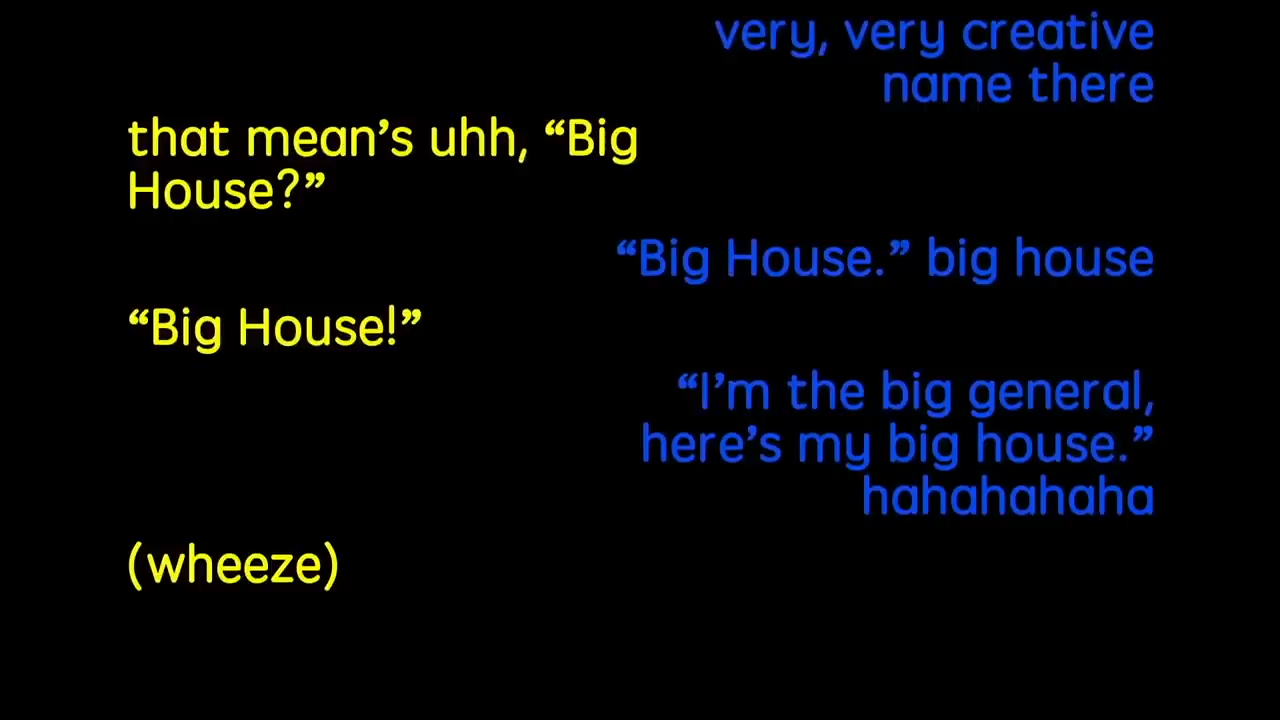 very, very creative
name there
that mean’s uhh, “Big
House?”
“Big House.” big house
“Big House!”
“I’m the big general,
here’s my big house.”
hahahahaha
(wheeze)